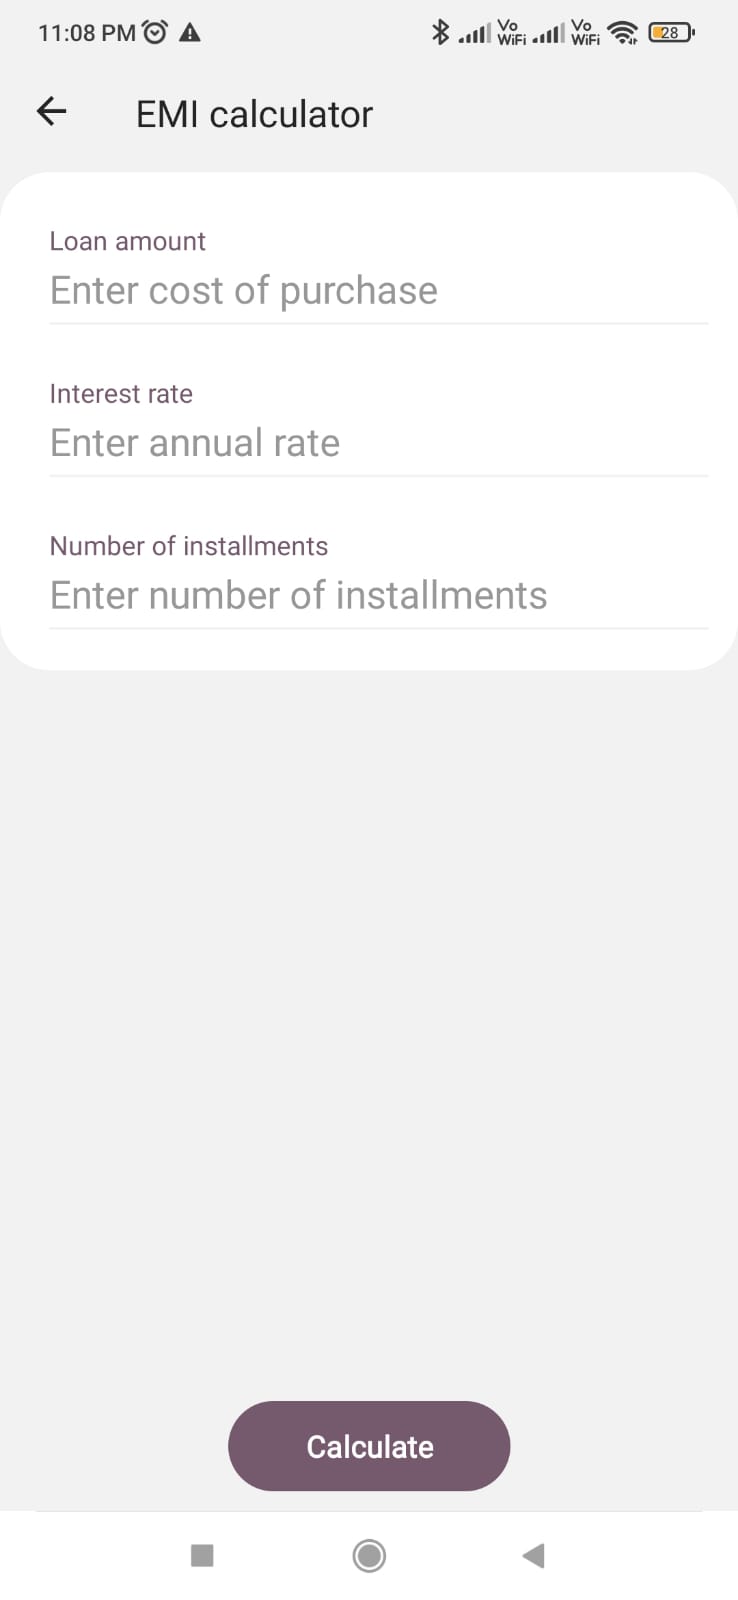 11:08 PM Vo WiFi Vo WiFi 28
EMI calculator
Loan amount
Enter cost of purchase
Interest rate
Enter annual rate
Number of installments
Enter number of installments
Calculate